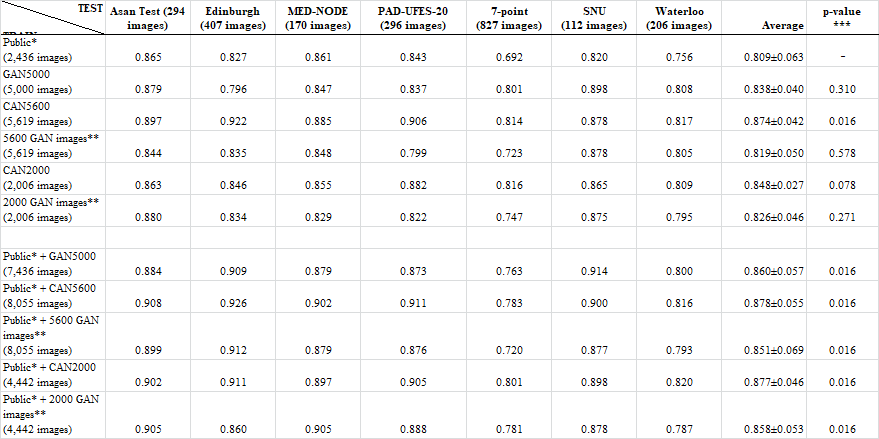 TEST
TRAIN
Asan Test (294 images) Edinburgh (407 images) MED-NODE (170 images) PAD-UFES-20 (296 images) 7-point (827 images) SNU (112 images) Waterloo (206 images) Average p-value ***
Public*
(2,436 images) 0.865 0.827 0.861 0.843 0.692 0.820 0.756 0.809±0.063 -
GAN5000
(5,000 images) 0.879 0.796 0.847 0.837 0.801 0.898 0.808 0.838±0.040 0.310
CAN5600
(5,619 images) 0.897 0.922 0.885 0.906 0.814 0.878 0.817 0.874±0.042 0.016
5600 GAN images**
(5,619 images) 0.844 0.835 0.848 0.799 0.723 0.878 0.805 0.819±0.050 0.578
CAN2000
(2,006 images) 0.863 0.846 0.855 0.882 0.816 0.865 0.809 0.848±0.027 0.078
2000 GAN images**
(2,006 images) 0.880 0.834 0.829 0.822 0.747 0.875 0.795 0.826±0.046 0.271
Public* + GAN5000
(7,436 images) 0.884 0.909 0.879 0.873 0.763 0.914 0.800 0.860±0.057 0.016
Public* + CAN5600
(8,055 images) 0.908 0.926 0.902 0.911 0.783 0.900 0.816 0.878±0.055 0.016
Public* + 5600 GAN
images**
(8,055 images) 0.899 0.912 0.879 0.876 0.720 0.877 0.793 0.851±0.069 0.016
Public* + CAN2000
(4,442 images) 0.902 0.911 0.897 0.905 0.801 0.898 0.820 0.877±0.046 0.016
Public* + 2000 GAN
images**
(4,442 images) 0.905 0.860 0.905 0.888 0.781 0.878 0.787 0.858±0.053 0.016